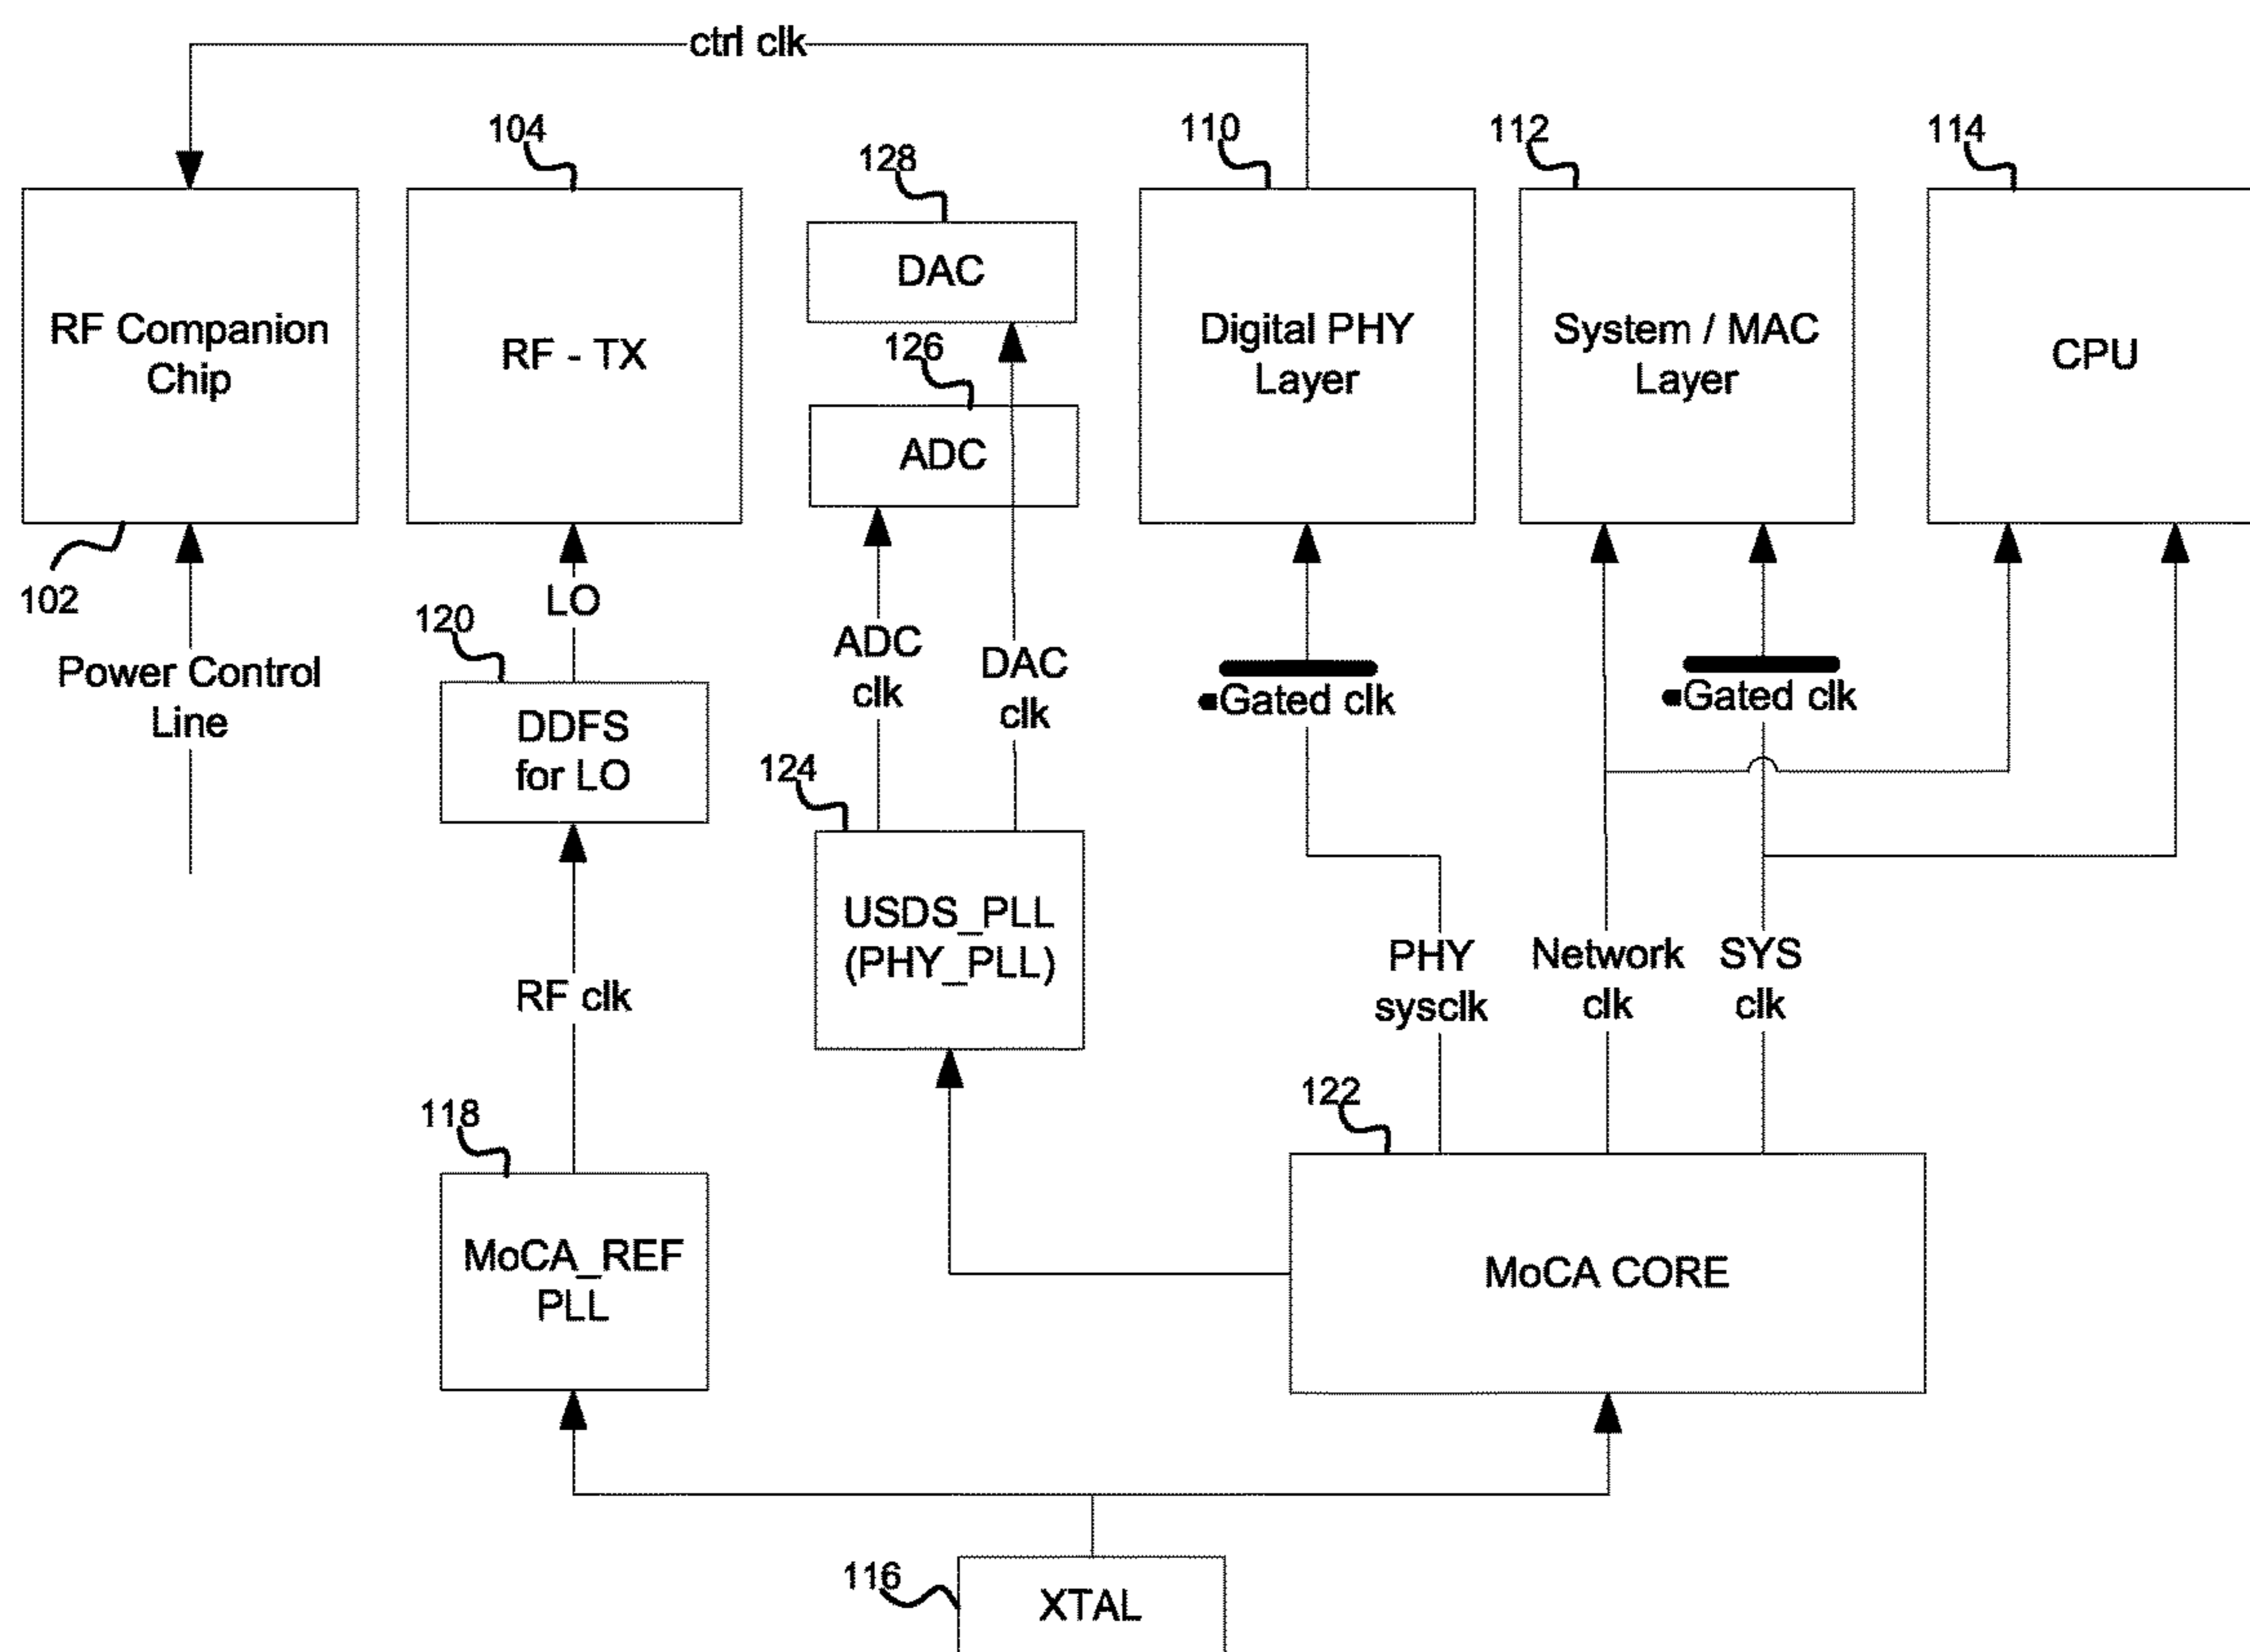 ctrl clk
104
128
110
112
114
DAC
RF Companion
Chip
RF - TX
126
Digital PHY
Layer
System / MAC
Layer
CPU
ADC
102
LO
120
ADC
clk
DAC
clk
Power Control
Line
Gated clk
Gated clk
DDFS
for LO
124
USDS_PLL
(PHY_PLL)
PHY
sysclk
Network
clk
SYS
clk
RF clk
118
122
MoCA_REF
PLL
MoCA CORE
116
XTAL